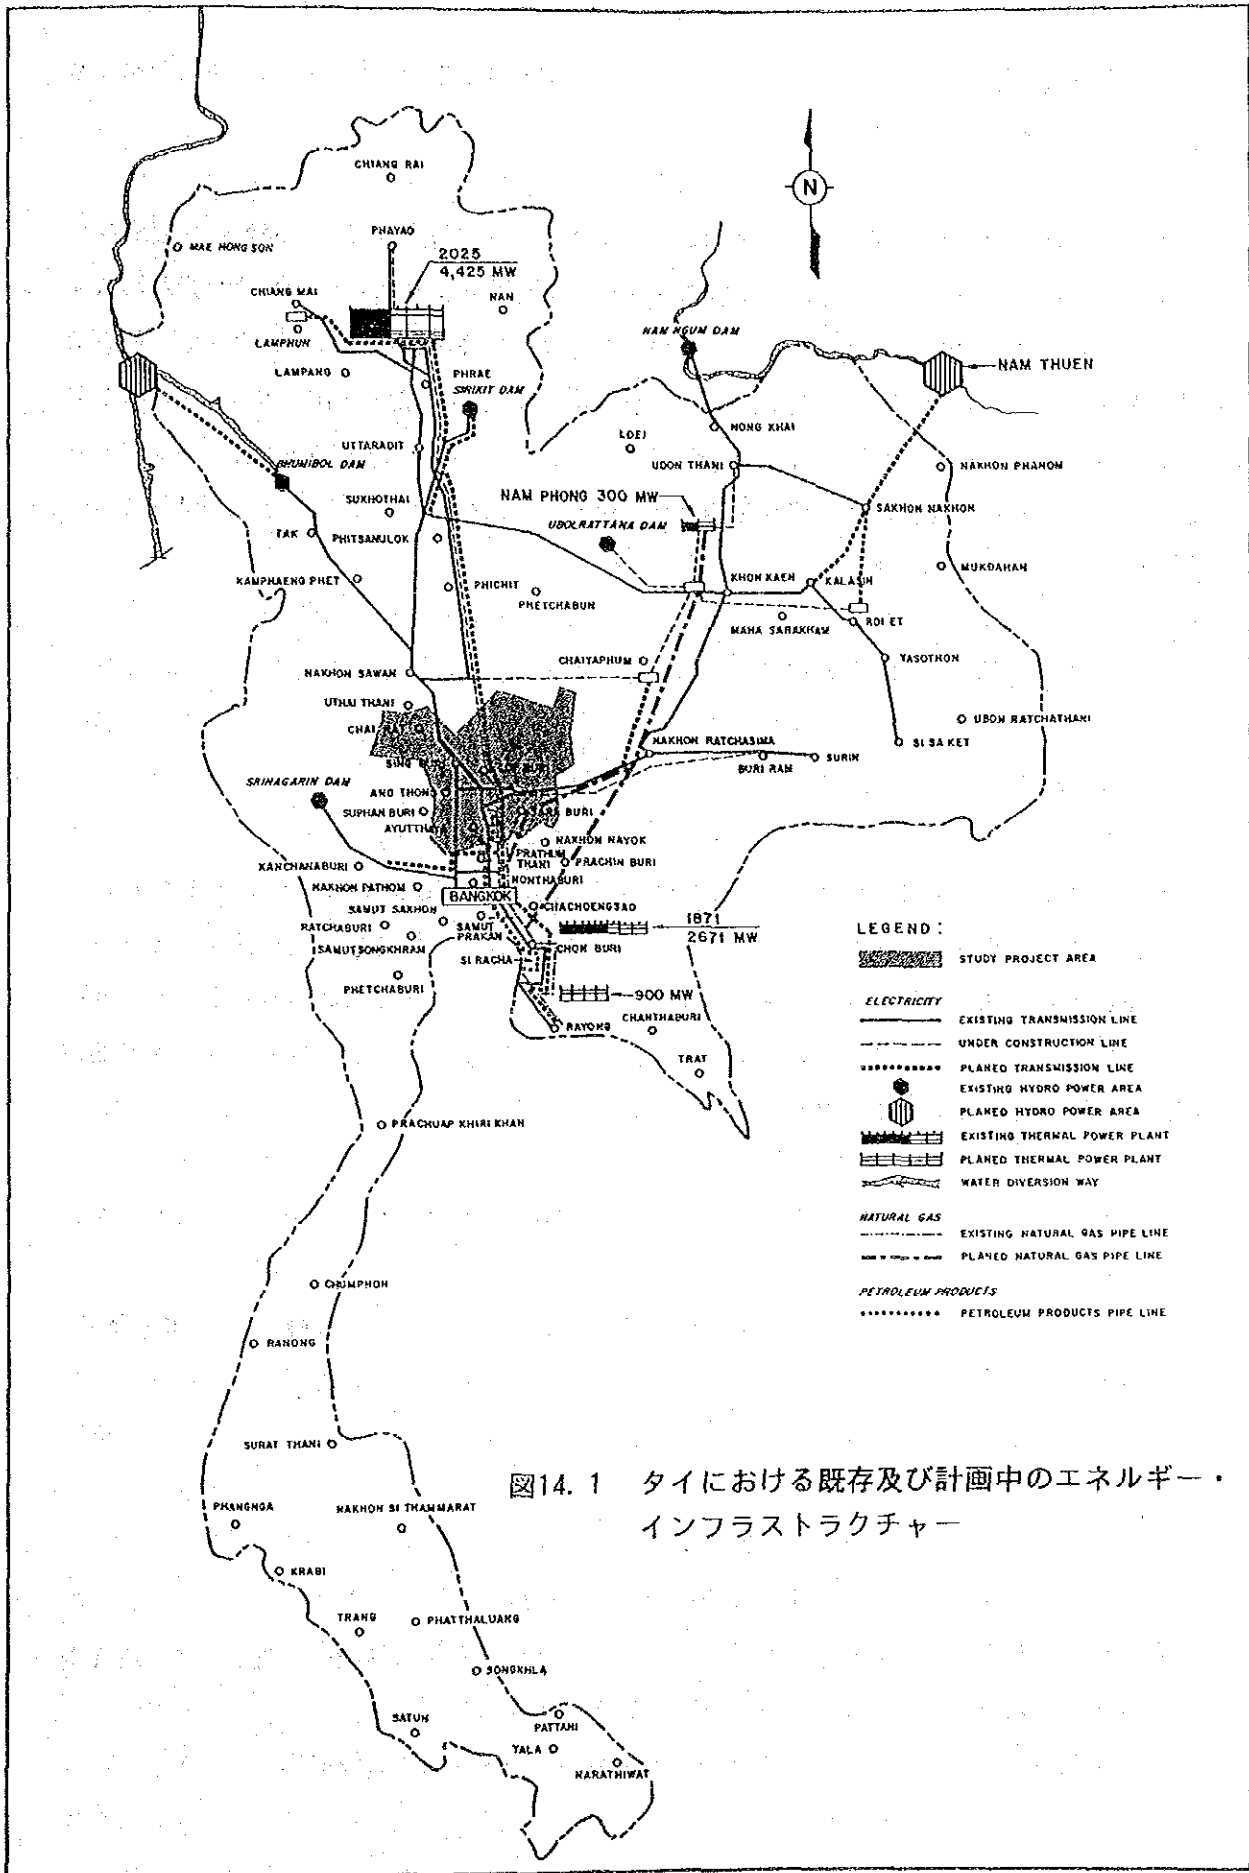 CHIANG RAI
N
MAE HONG SON
PHAYAO
2025
4,425 MW
CHIANG MAI
NAN
LAMPHUN
NAM NGUM DAM
LAMPANG
PHRAE
SIRIKIT DAM
NAM THUEN
NONG KHAI
LOEI
UTTARADIT
UDON THANI
NAKHON PHANOM
BHUMIBOL DAM
SUKHOTHAI
NAM PHONG 300 MW
SAKHON NAKHON
UBOLRATTANA DAM
TAK
PHITSANULOK
MUKDAHAN
KAMPHAENG PHET
PHICHIT
PHETCHABUN
KHON KAEN
KALASIN
MAHA SARAKHAM
ROI ET
CHAIYAPHUM
YASOTHON
NAKHON SAWAN
UTHAI THANI
UBON RATCHATHANI
CHAI NAT
SI SA KET
NAKHON RATCHASIMA
BURI RAM
SURIN
SING
SRINAGARIN DAM
ANG THONG
SUPHAN BURI
SARA BURI
AYUTTHAYA
NAKHON NAYOK
PRATHUM
THANI
PRACHIN BURI
KANCHANABURI
NONTHABURI
NAKHON PATHOM
BANGKOK
SAMUT SAKHON
CHACHOENGSAO
RATCHABURI
SAMUT
PRAKAN
1871
2671 MW
SAMUTSONGKHRAM
CHON BURI
SI RACHA
PHETCHABURI
900 MW
RAYONG
CHANTHABURI
TRAT
LEGEND :
STUDY PROJECT AREA
ELECTRICITY
EXISTING TRANSMISSION LINE
UNDER CONSTRUCTION LINE
PLANED TRANSMISSION LINE
EXISTING HYDRO POWER AREA
PLANED HYDRO POWER AREA
EXISTING THERMAL POWER PLANT
PLANED THERMAL POWER PLANT
WATER DIVERSION WAY
NATURAL GAS
EXISTING NATURAL GAS PIPE LINE
PLANED NATURAL GAS PIPE LINE
PETROLEUM PRODUCTS
PETROLEUM PRODUCTS PIPE LINE
PRACHUAP KHIRI KHAN
CHUMPHON
RANONG
SURAT THANI
図14.1 タイにおける既存及び計画中のエネルギー・
インフラストラクチャー
PHANGNGA
NAKHON SI THAMMARAT
KRABI
TRANG
PHATTHALUANG
SONGKHLA
SATUN
PATTANI
YALA
NARATHIWAT